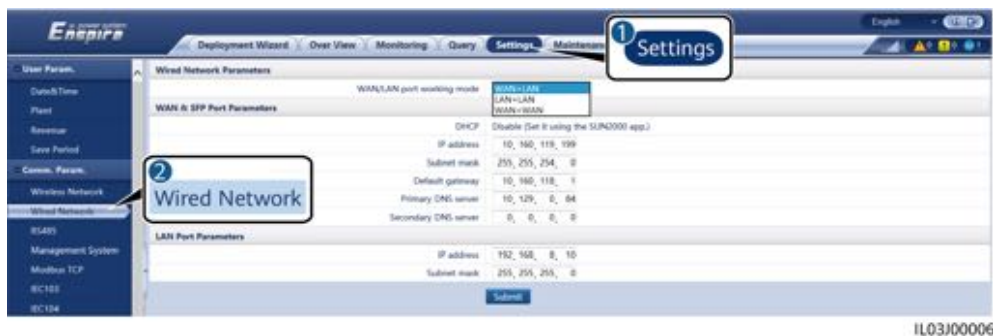 Enspire
English
Deployment Wizard Over View Monitoring Query Settings Maintenance
1 Settings
User Param.
Date&Time
Plant
Revenue
Save Period
Comm. Param.
Wireless Network
Wired Network
RS485
Management System
Modbus TCP
IEC103
IEC104
2
Wired Network
Wired Network Parameters
WAN/LAN port working mode WAN+LAN
LAN+LAN
WAN+WAN
WAN & SFP Port Parameters
DHCP Disable (Set it using the SUN2000 app.)
IP address 10, 160, 119, 199
Subnet mask 255, 255, 254, 0
Default gateway 10, 160, 118, 1
Primary DNS server 10, 129, 0, 84
Secondary DNS server 0, 0, 0, 0
LAN Port Parameters
IP address 192, 168, 8, 10
Subnet mask 255, 255, 255, 0
Submit
IL03J00006